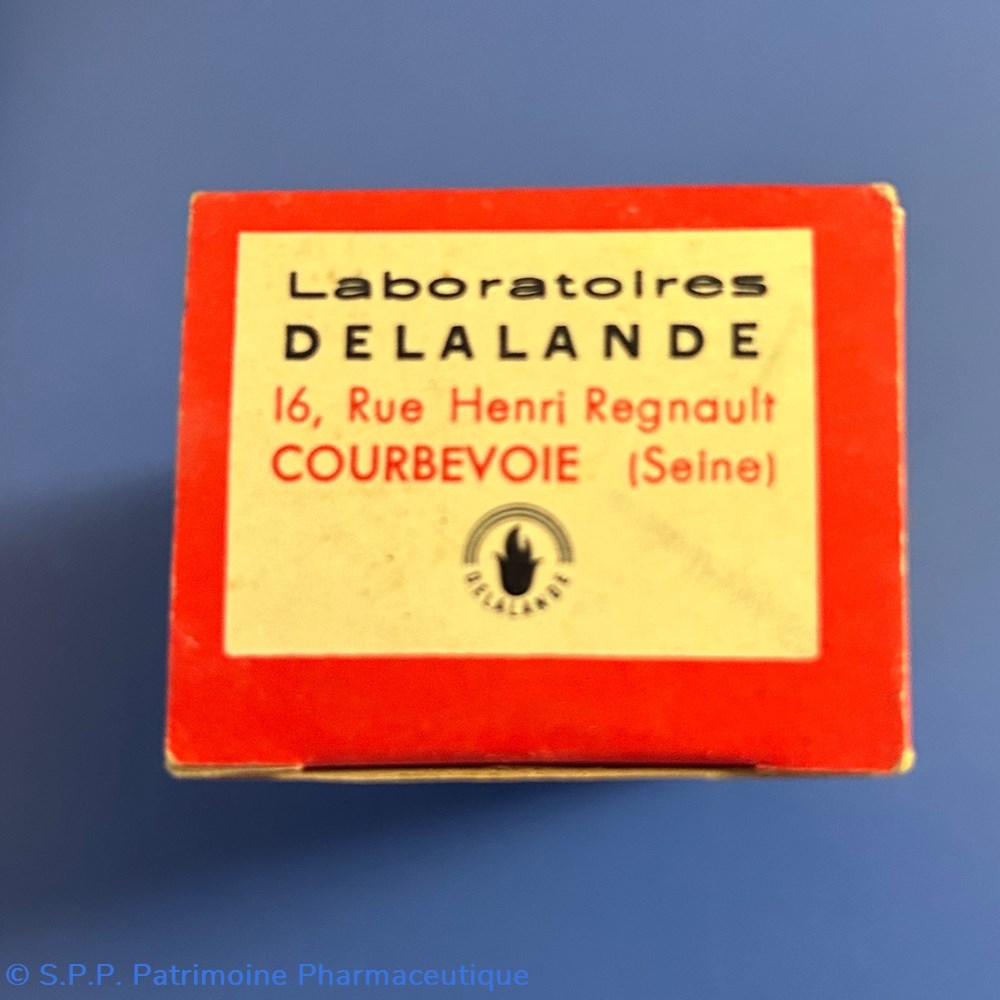 Laboratoires
DELALANDE
16, Rue Henri Regnault
COURBEVOIE (Seine)
DELALANDE
© S.P.P. Patrimoine Pharmaceutique